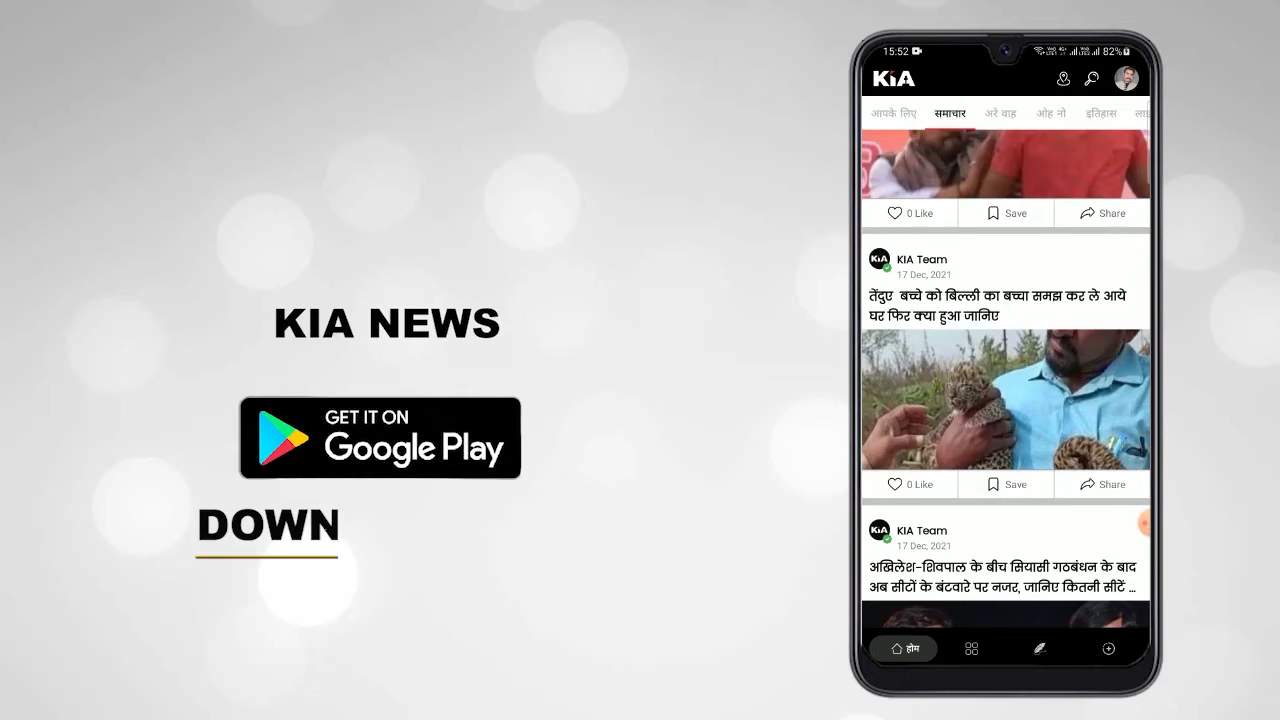 KIA NEWS
GET IT ON
Google Play
DOWN
15:52
82%
KiA
आपके लिए समाचार अरे वाह ओह नो इतिहास
0 Like Save Share
KiA
KIA Team
17 Dec, 2021
तेंदुए बच्चे को बिल्ली का बच्चा समझ कर ले आये
घर फिर क्या हुआ जानिए
0 Like Save Share
KiA
KIA Team
17 Dec, 2021
अखिलेश-शिवपाल के बीच सियासी गठबंधन के बाद
अब सीटों के बंटवारे पर नजर, जानिए कितनी सीटें ...
होम